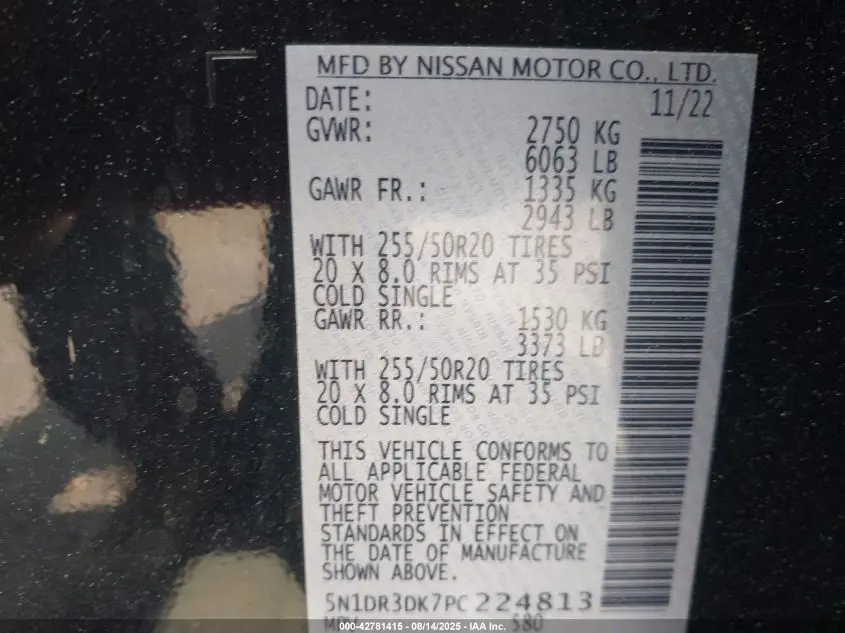 MFD BY NISSAN MOTOR CO., LTD.
DATE: 11/22
GVWR: 2750 KG
6063 LB
GAWR FR.: 1335 KG
2943 LB
WITH 255/50R20 TIRES
20 X 8.0 RIMS AT 35 PSI
COLD SINGLE
GAWR RR.: 1530 KG
3373 LB
WITH 255/50R20 TIRES
20 X 8.0 RIMS AT 35 PSI
COLD SINGLE
THIS VEHICLE CONFORMS TO
ALL APPLICABLE FEDERAL
MOTOR VEHICLE SAFETY AND
THEFT PREVENTION
STANDARDS IN EFFECT ON
THE DATE OF MANUFACTURE
SHOWN ABOVE.
5N1DR3DK7PC224813
580
000-42781415 - 08/14/2025 - IAA Inc.